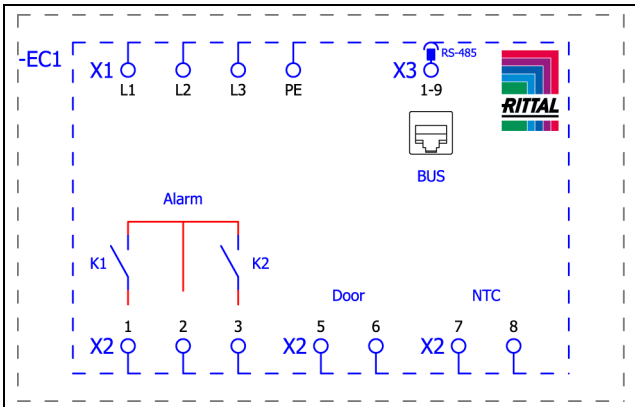 -EC1
X1
L1 L2 L3 PE
X3
RS-485
1-9
RITTAL
BUS
Alarm
K1 K2
Door NTC
1 2 3 5 6 7 8
X2 X2 X2